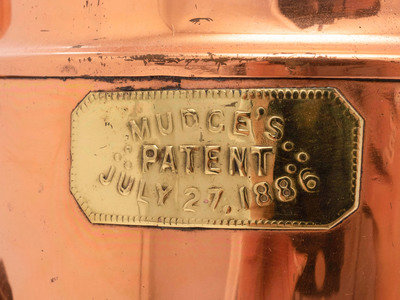 MUDGE'S
PATENT
JULY 27, 1886